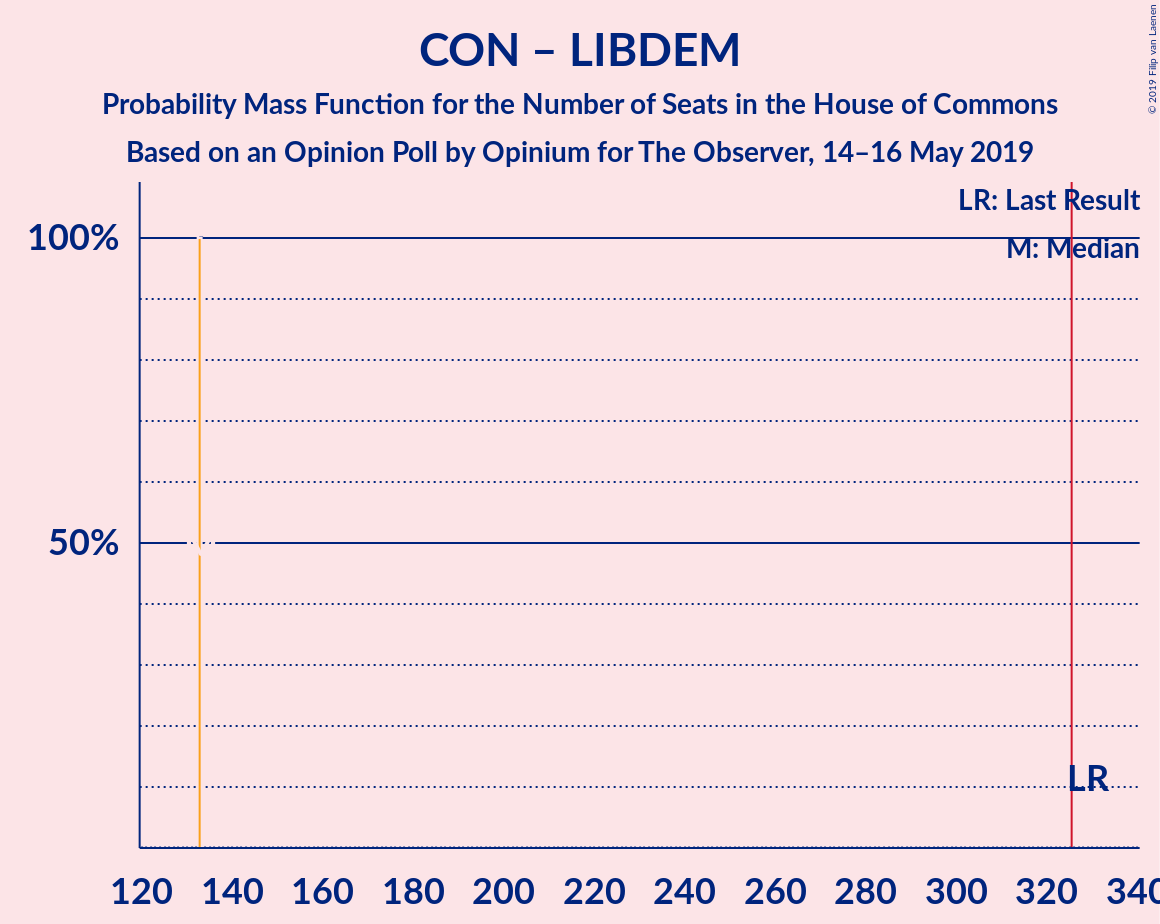 CON – LIBDEM
Probability Mass Function for the Number of Seats in the House of Commons
Based on an Opinion Poll by Opinium for The Observer, 14–16 May 2019
© 2019 Filip van Laenen
LR: Last Result
M: Median
100%
50%
LR
120 140 160 180 200 220 240 260 280 300 320 340